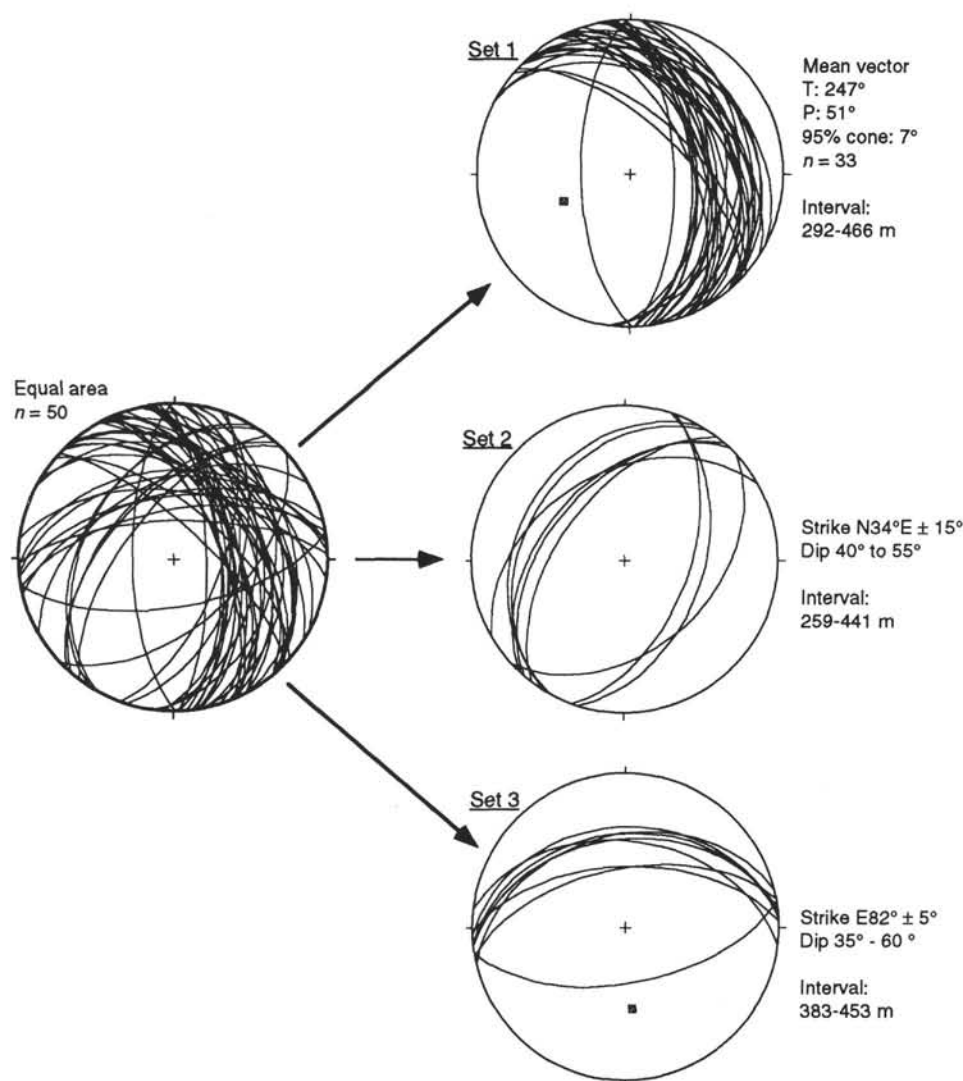 Set 1
Mean vector
T: 247°
P: 51°
95% cone: 7°
n = 33
Interval:
292-466 m
Equal area
n = 50
Set 2
Strike N34°E ± 15°
Dip 40° to 55°
Interval:
259-441 m
Set 3
Strike E82° ± 5°
Dip 35° - 60 °
Interval:
383-453 m